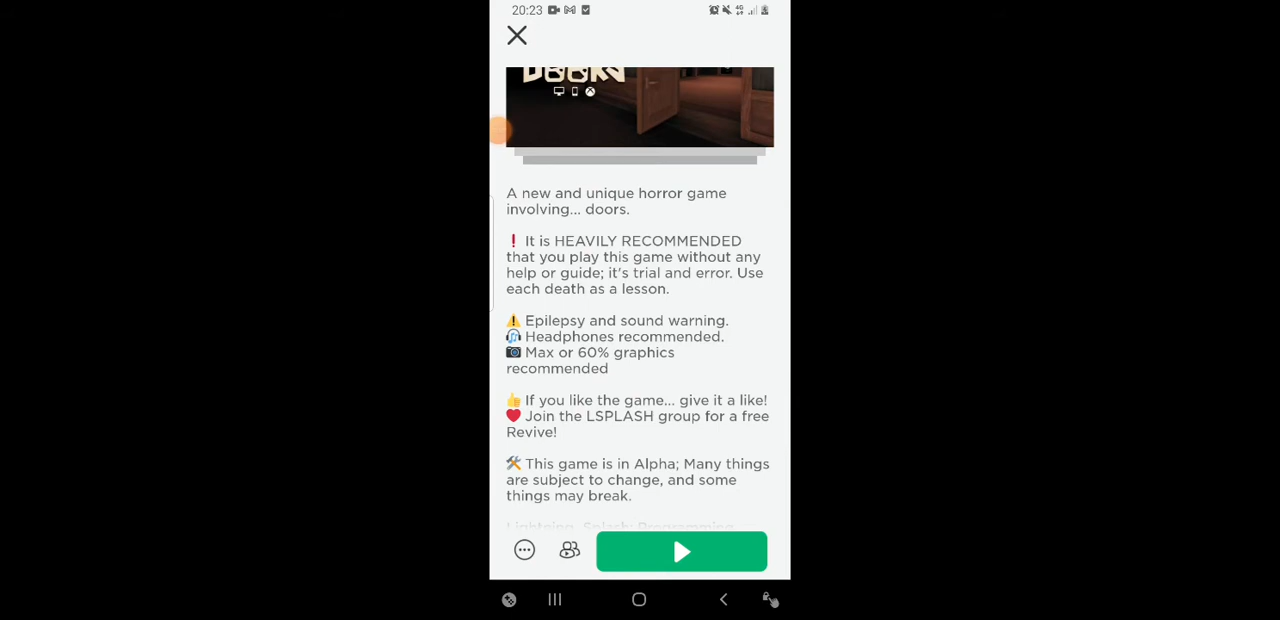 20:23
4G
DOORS
A new and unique horror game
involving... doors.
❗ It is HEAVILY RECOMMENDED
that you play this game without any
help or guide; it's trial and error. Use
each death as a lesson.
⚠️ Epilepsy and sound warning.
🎧 Headphones recommended.
📷 Max or 60% graphics
recommended
👍 If you like the game... give it a like!
❤️ Join the LSPLASH group for a free
Revive!
🛠️ This game is in Alpha; Many things
are subject to change, and some
things may break.
Lightning_Splash: Programming,